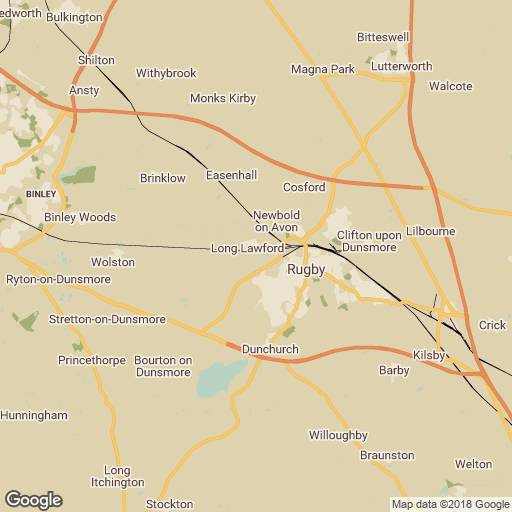 edworth
Bulkington
Bitteswell
Shilton
Lutterworth
Withybrook
Magna Park
Walcote
Ansty
Monks Kirby
Easenhall
Brinklow
Cosford
BINLEY
Newbold
on Avon
Binley Woods
Clifton upon
Dunsmore
Lilbourne
Long Lawford
Wolston
Rugby
Ryton-on-Dunsmore
Stretton-on-Dunsmore
Crick
Dunchurch
Kilsby
Princethorpe
Bourton on
Dunsmore
Barby
Hunningham
Willoughby
Braunston
Long
Itchington
Welton
Stockton
Google
Map data ©2018 Google